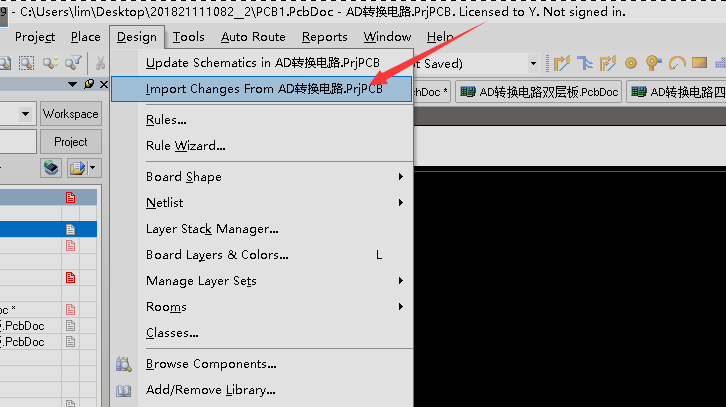 9 - C:\Users\lim\Desktop\201821111082_2\PCB1.PcbDoc - AD转换电路.PrjPCB. Licensed to Y. Not signed in.
Project Place Design Tools Auto Route Reports Window Help
Update Schematics in AD转换电路.PrjPCB
t Saved)
Import Changes From AD转换电路.PrjPCB
chDoc * AD转换电路双层板.PcbDoc AD转换电路四
Workspace
Rules...
Project
Rule Wizard...
Board Shape
Netlist
Layer Stack Manager...
Board Layers & Colors... L
Manage Layer Sets
Rooms
oc *
.PcbDoc
Classes...
.PcbDoc
Browse Components...
Add/Remove Library...